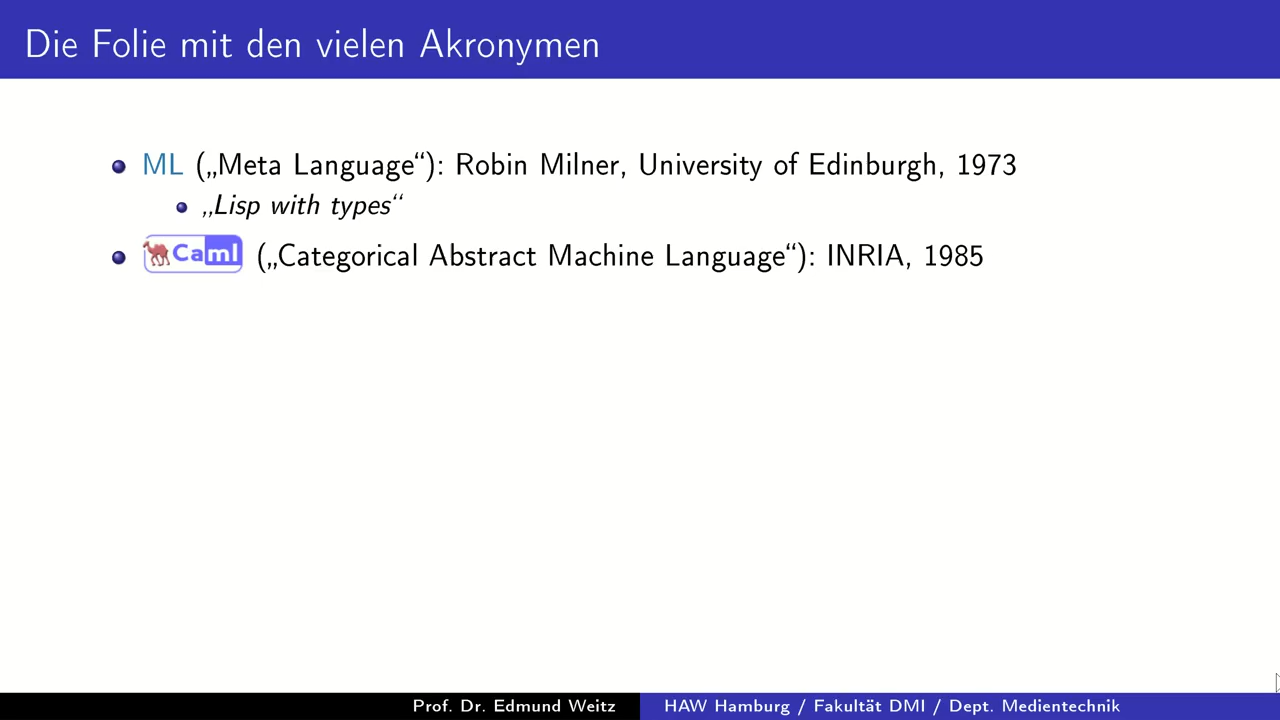 Die Folie mit den vielen Akronymen
ML („Meta Language“): Robin Milner, University of Edinburgh, 1973
„Lisp with types“
Caml („Categorical Abstract Machine Language“): INRIA, 1985
Prof. Dr. Edmund Weitz HAW Hamburg / Fakultät DMI / Dept. Medientechnik